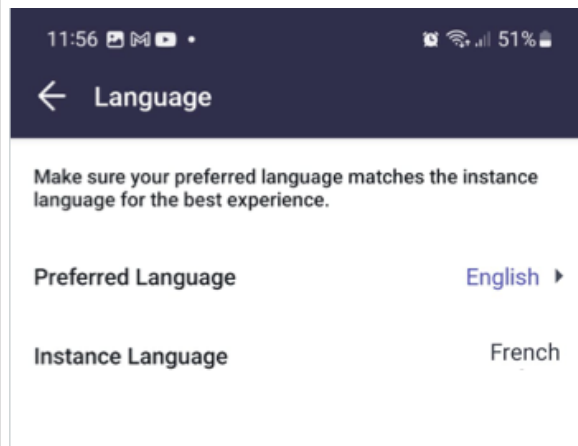 11:56 • 51%
Language
Make sure your preferred language matches the instance
language for the best experience.
Preferred Language English
Instance Language French